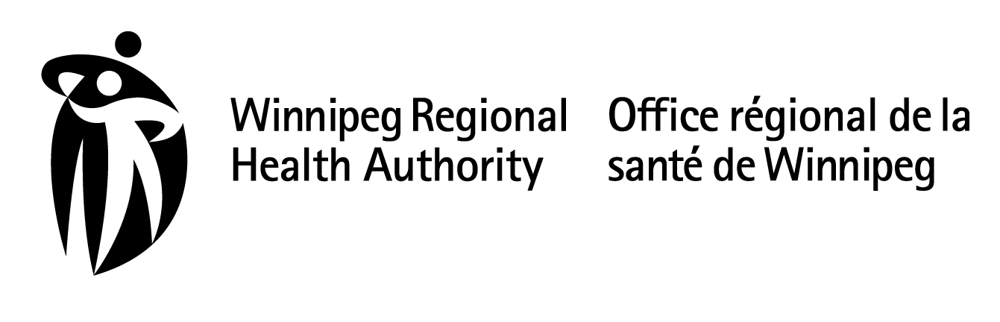 Winnipeg Regional
Health Authority
Office régional de la
santé de Winnipeg